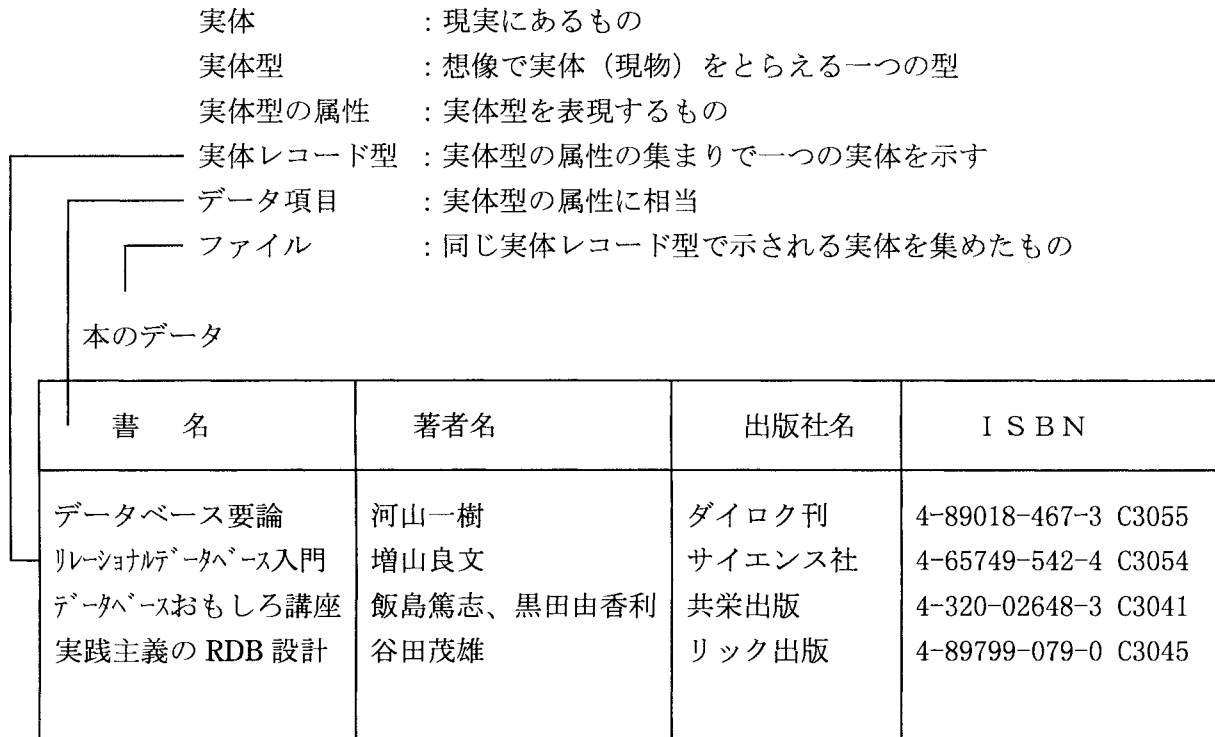 実体 :現実にあるもの
実体型 :想像で実体(現物)をとらえる一つの型
実体型の属性 :実体型を表現するもの
実体レコード型 :実体型の属性の集まりで一つの実体を示す
データ項目 :実体型の属性に相当
ファイル :同じ実体レコード型で示される実体を集めたもの
本のデータ
書 名 著者名 出版社名 ISBN
データベース要論 河山一樹 ダイロク刊 4-89018-467-3 C3055
リレーショナルデータベース入門 増山良文 サイエンス社 4-65749-542-4 C3054
データベースおもしろ講座 飯島篤志、黒田由香利 共栄出版 4-320-02648-3 C3041
実践主義の RDB 設計 谷田茂雄 リック出版 4-89799-079-0 C3045